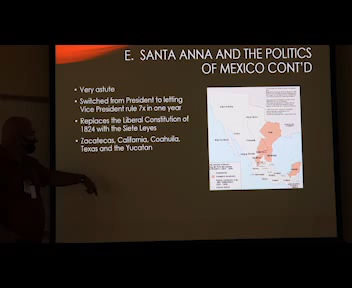 E. SANTA ANNA AND THE POLITICS
OF MEXICO CONT'D
• Very astute
• Switched from President to letting
Vice President rule 7x in one year
• Replaces the Liberal Constitution of
1824 with the Siete Leyes
• Zacatecas, California, Coahuila,
Texas and the Yucatan